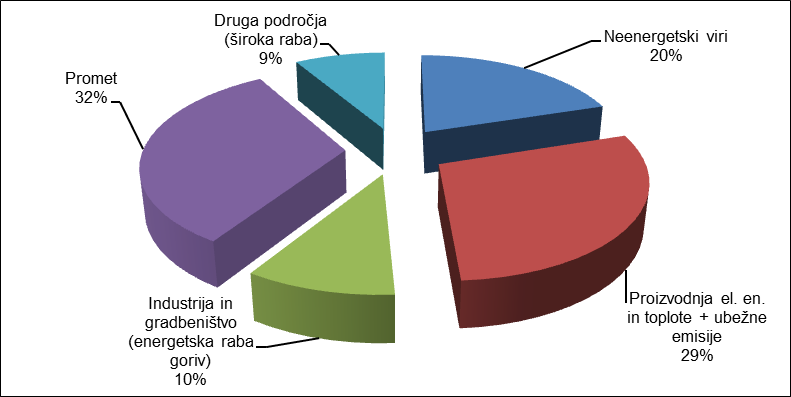 Druga področja
(široka raba)
9%
Neenergetski viri
20%
Promet
32%
Industrija in
gradbeništvo
(energetska raba
goriv)
10%
Proizvodnja el. en.
in toplote + ubežne
emisije
29%